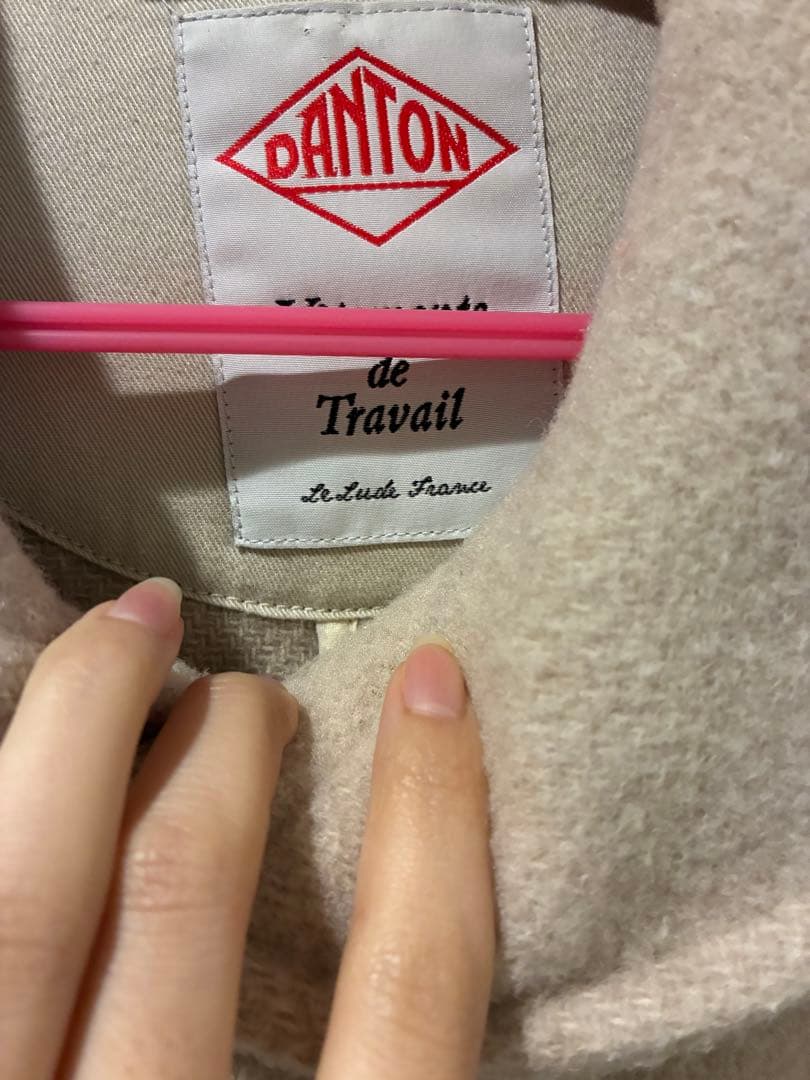 DANTON
de
Travail
Le Lude France